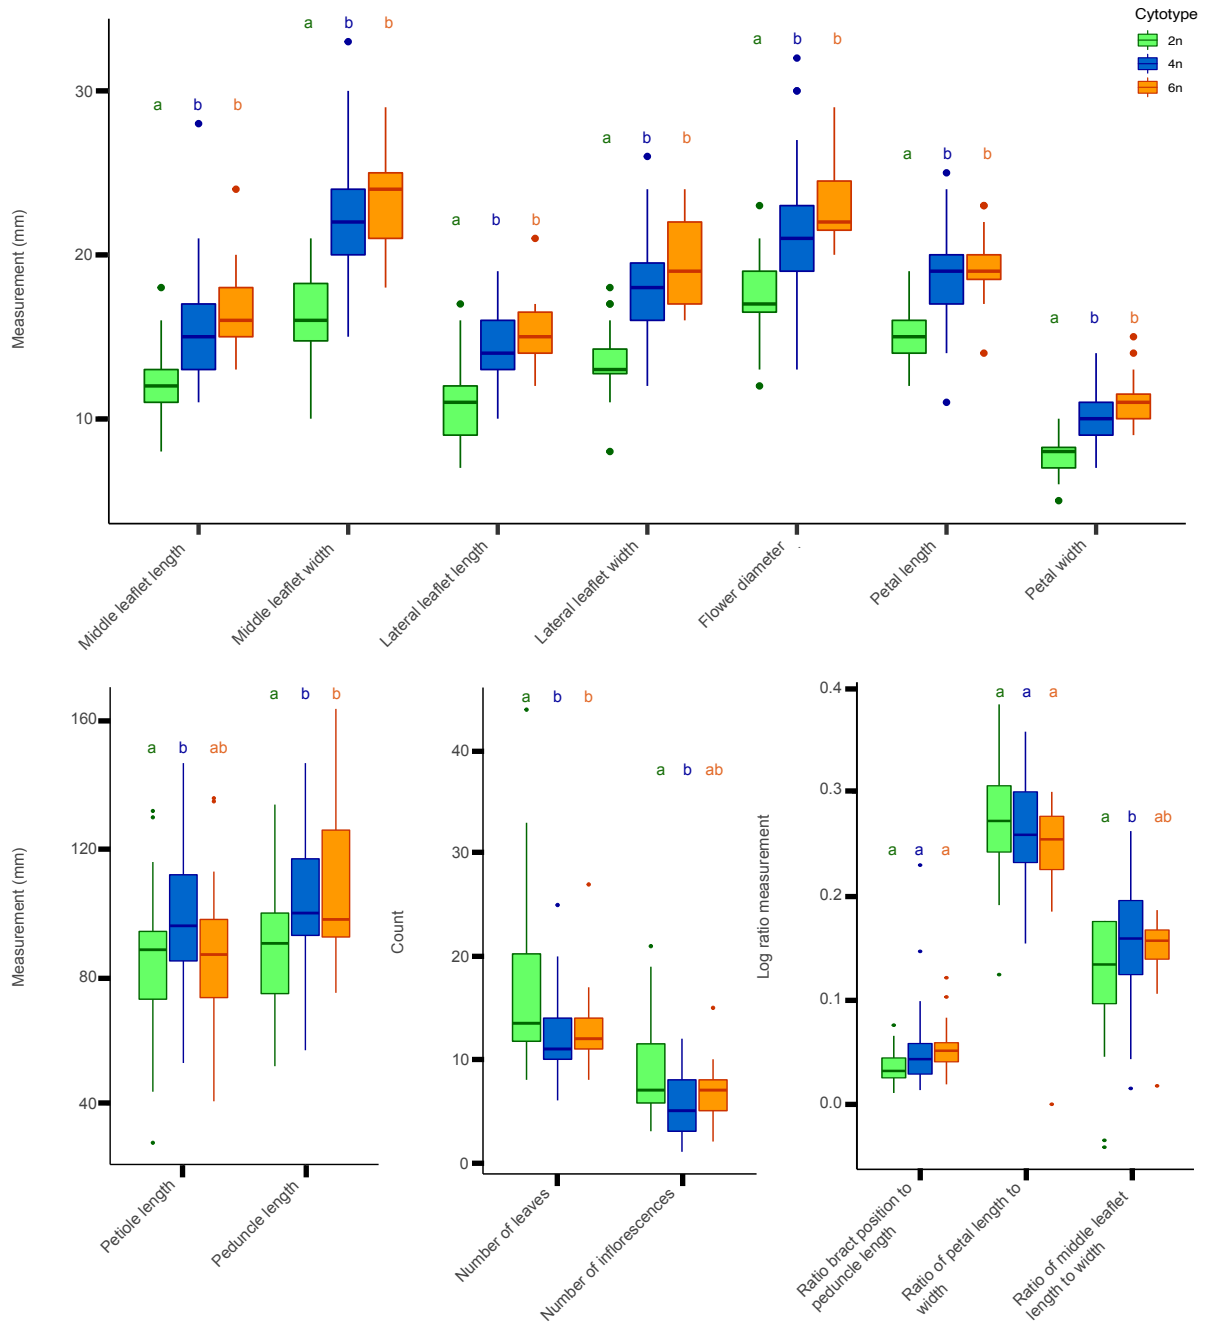 Cytotype
2n
4n
6n
a b b
a b b
a b b
a b b
a b b
a b b
a b b
Measurement (mm)
30
20
10
Middle leaflet length
Middle leaflet width
Lateral leaflet length
Lateral leaflet width
Flower diameter
Petal length
Petal width
a b ab
a b b
Measurement (mm)
160
120
80
40
Petiole length
Peduncle length
a b b
a b ab
Count
40
30
20
10
0
Number of leaves
Number of inflorescences
a a a
a a a
a b ab
Log ratio measurement
0.4
0.3
0.2
0.1
0.0
Ratio bract position to
peduncle length
Ratio of petal length to
width
Ratio of middle leaflet
length to width